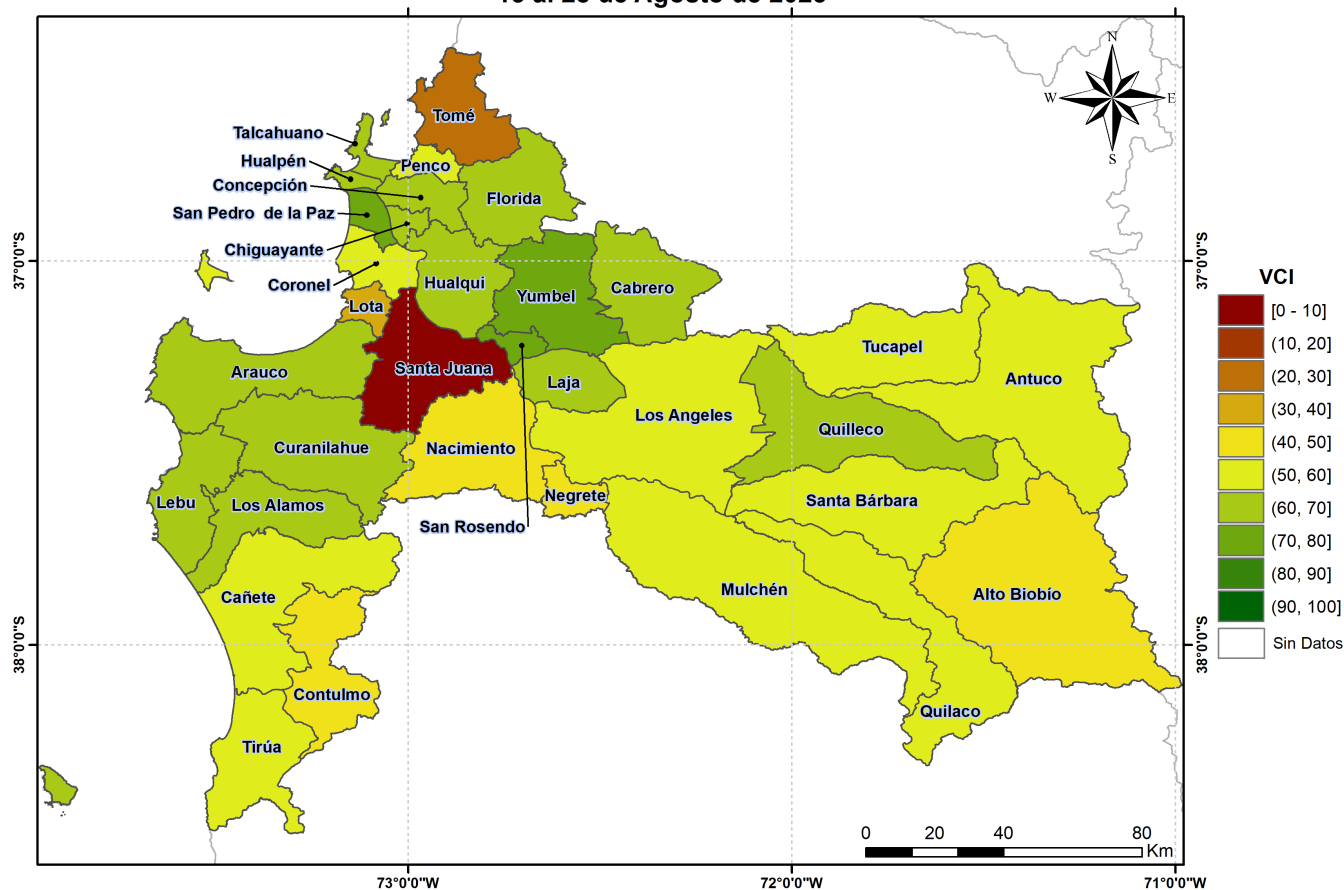 N
W
E
S
Tomé
Talcahuano
Hualpén
Penco
Concepción
Florida
San Pedro de la Paz
Chiguayante
37°0'0"S
37°0'0"S
Coronel
Hualqui
Yumbel
Cabrero
VCI
Lota
[0 - 10]
(10, 20]
(20, 30]
(30, 40]
(40, 50]
(50, 60]
(60, 70]
(70, 80]
(80, 90]
(90, 100]
Sin Datos
Tucapel
Arauco
Santa Juana
Laja
Antuco
Los Angeles
Quilleco
Curanilahue
Nacimiento
Negrete
Santa Bárbara
Lebu
Los Alamos
San Rosendo
Mulchén
Alto Biobío
Cañete
38°0'0"S
38°0'0"S
Contulmo
Quilaco
Tirúa
0 20 40 80
Km
73°0'0"W
72°0'0"W
71°0'0"W